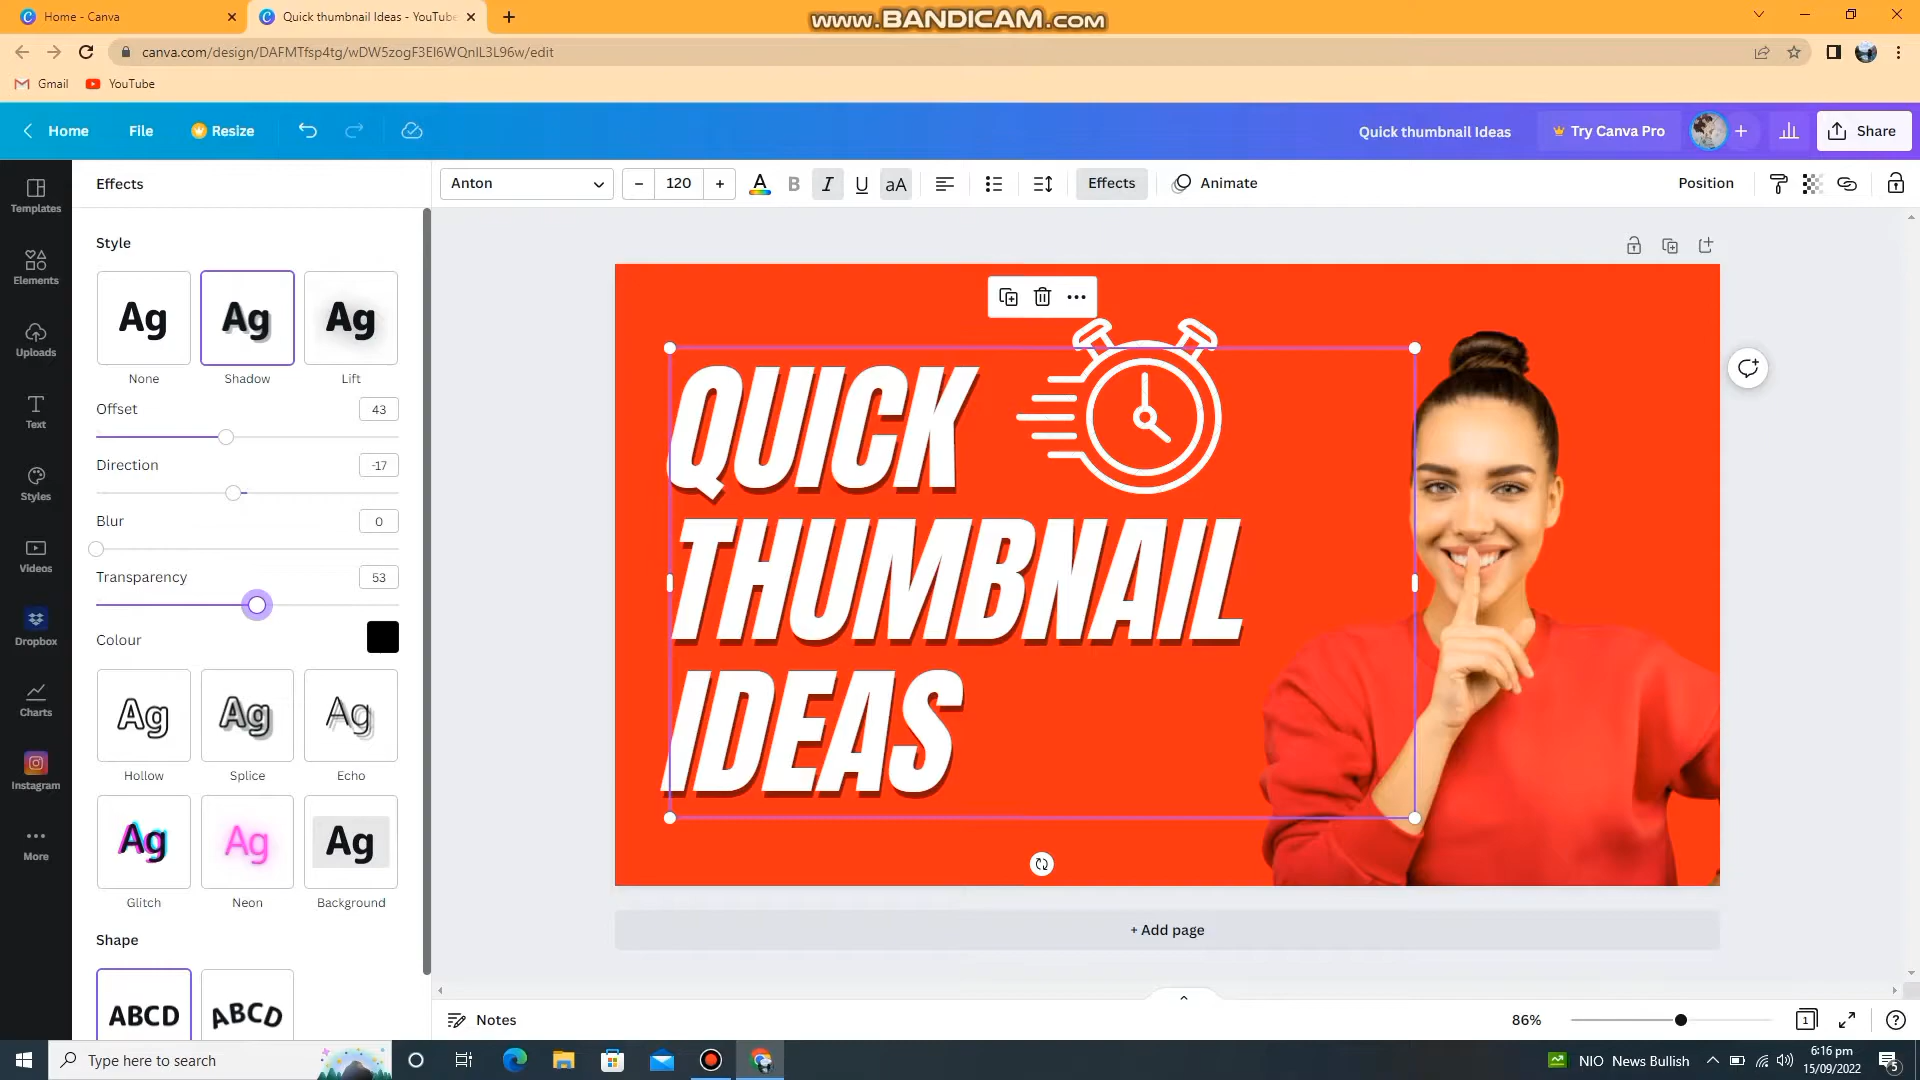 Home - Canva
Quick thumbnail Ideas - YouTube
www.BANDICAM.com
canva.com/design/DAFMTfsp4tg/wDW5zogF3El6WQnIL3L96w/edit
Gmail
YouTube
Home
File
Resize
Quick thumbnail Ideas
Try Canva Pro
Share
Effects
Anton
120
B
I
U
aA
Effects
Animate
Position
Templates
Elements
Uploads
Text
Styles
Videos
Dropbox
Charts
Instagram
More
Style
Ag
Ag
Ag
None
Shadow
Lift
Offset
43
Direction
-17
Blur
0
Transparency
53
Colour
Ag
Ag
Ag
Hollow
Splice
Echo
Ag
Ag
Ag
Glitch
Neon
Background
Shape
ABCD
ABCD
QUICK
THUMBNAIL
IDEAS
+ Add page
Notes
86%
1
Type here to search
NIO News Bullish
6:16 pm
15/09/2022
5